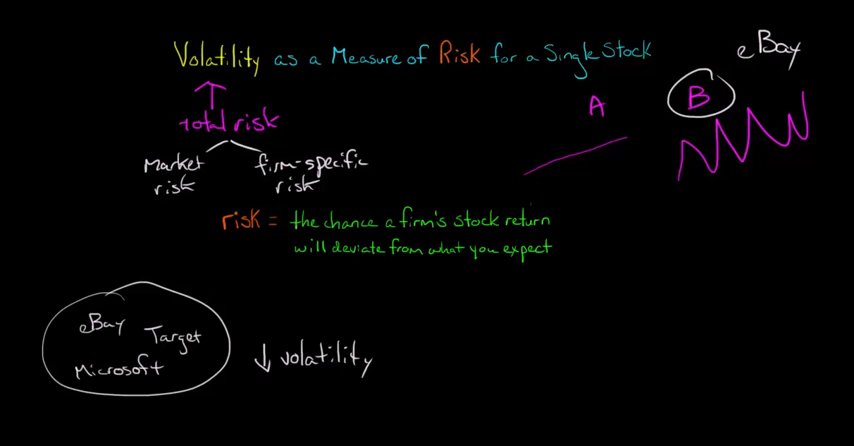 Volatility as a Measure of Risk for a Single Stock
eBay
total risk
A
B
Market risk
firm-specific risk
risk = the chance a firm's stock return
will deviate from what you expect
eBay
Target
Microsoft
↓ volatility